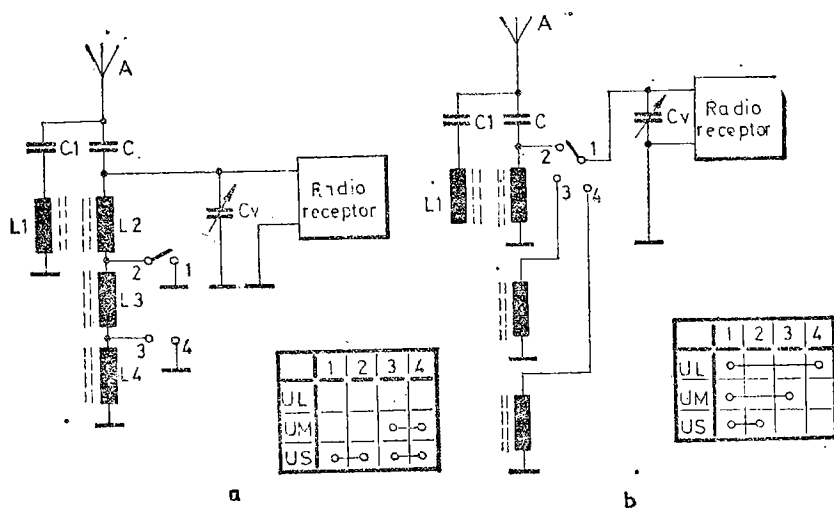 A
C1
C
L1
L2
L3
L4
2
1
3
4
Cv
Radio
receptor
1 2 3 4
UL
UM
US
a
A
C1
C
L1
2
1
3
4
Cv
Radio
receptor
1 2 3 4
UL
UM
US
b